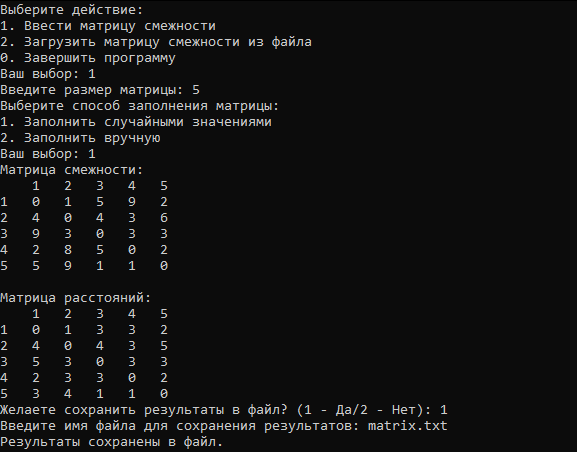 Выберите действие:
1. Ввести матрицу смежности
2. Загрузить матрицу смежности из файла
0. Завершить программу
Ваш выбор: 1
Введите размер матрицы: 5
Выберите способ заполнения матрицы:
1. Заполнить случайными значениями
2. Заполнить вручную
Ваш выбор: 1
Матрица смежности:
    1   2   3   4   5
1   0   1   5   9   2
2   4   0   4   3   6
3   9   3   0   3   3
4   2   8   5   0   2
5   5   9   1   1   0

Матрица расстояний:
    1   2   3   4   5
1   0   1   3   3   2
2   4   0   4   3   5
3   5   3   0   3   3
4   2   3   3   0   2
5   3   4   1   1   0
Желаете сохранить результаты в файл? (1 - Да/2 - Нет): 1
Введите имя файла для сохранения результатов: matrix.txt
Результаты сохранены в файл.